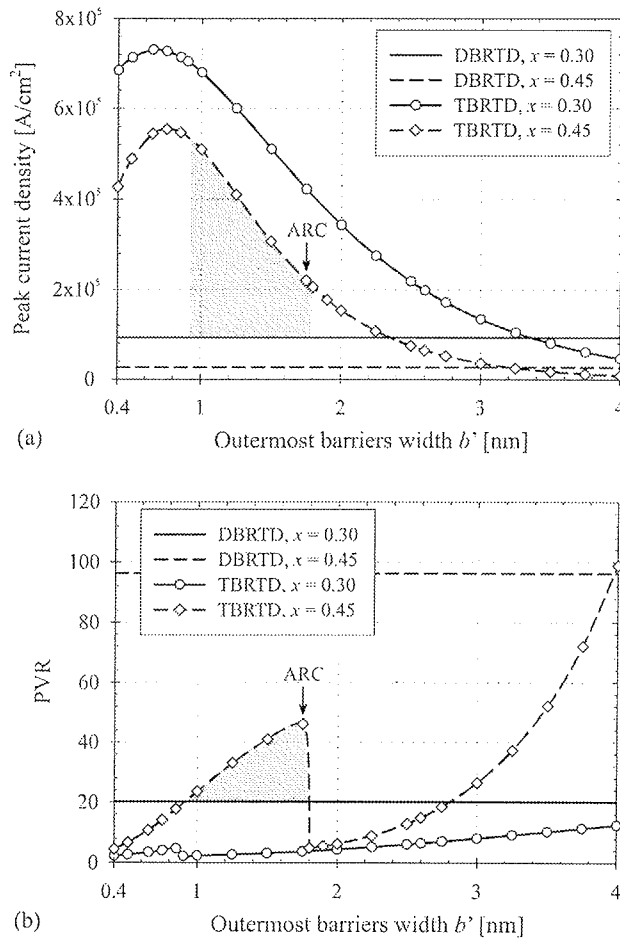 8x10⁵
6x10⁵
4x10⁵
2x10⁵
0
Peak current density [A/cm²]
DBRTD, x = 0.30
DBRTD, x = 0.45
TBRTD, x = 0.30
TBRTD, x = 0.45
ARC
0.4 1 2 3 4
(a) Outermost barriers width b' [nm]
120
100
80
60
40
20
0
PVR
DBRTD, x = 0.30
DBRTD, x = 0.45
TBRTD, x = 0.30
TBRTD, x = 0.45
ARC
0.4 1 2 3 4
(b) Outermost barriers width b' [nm]